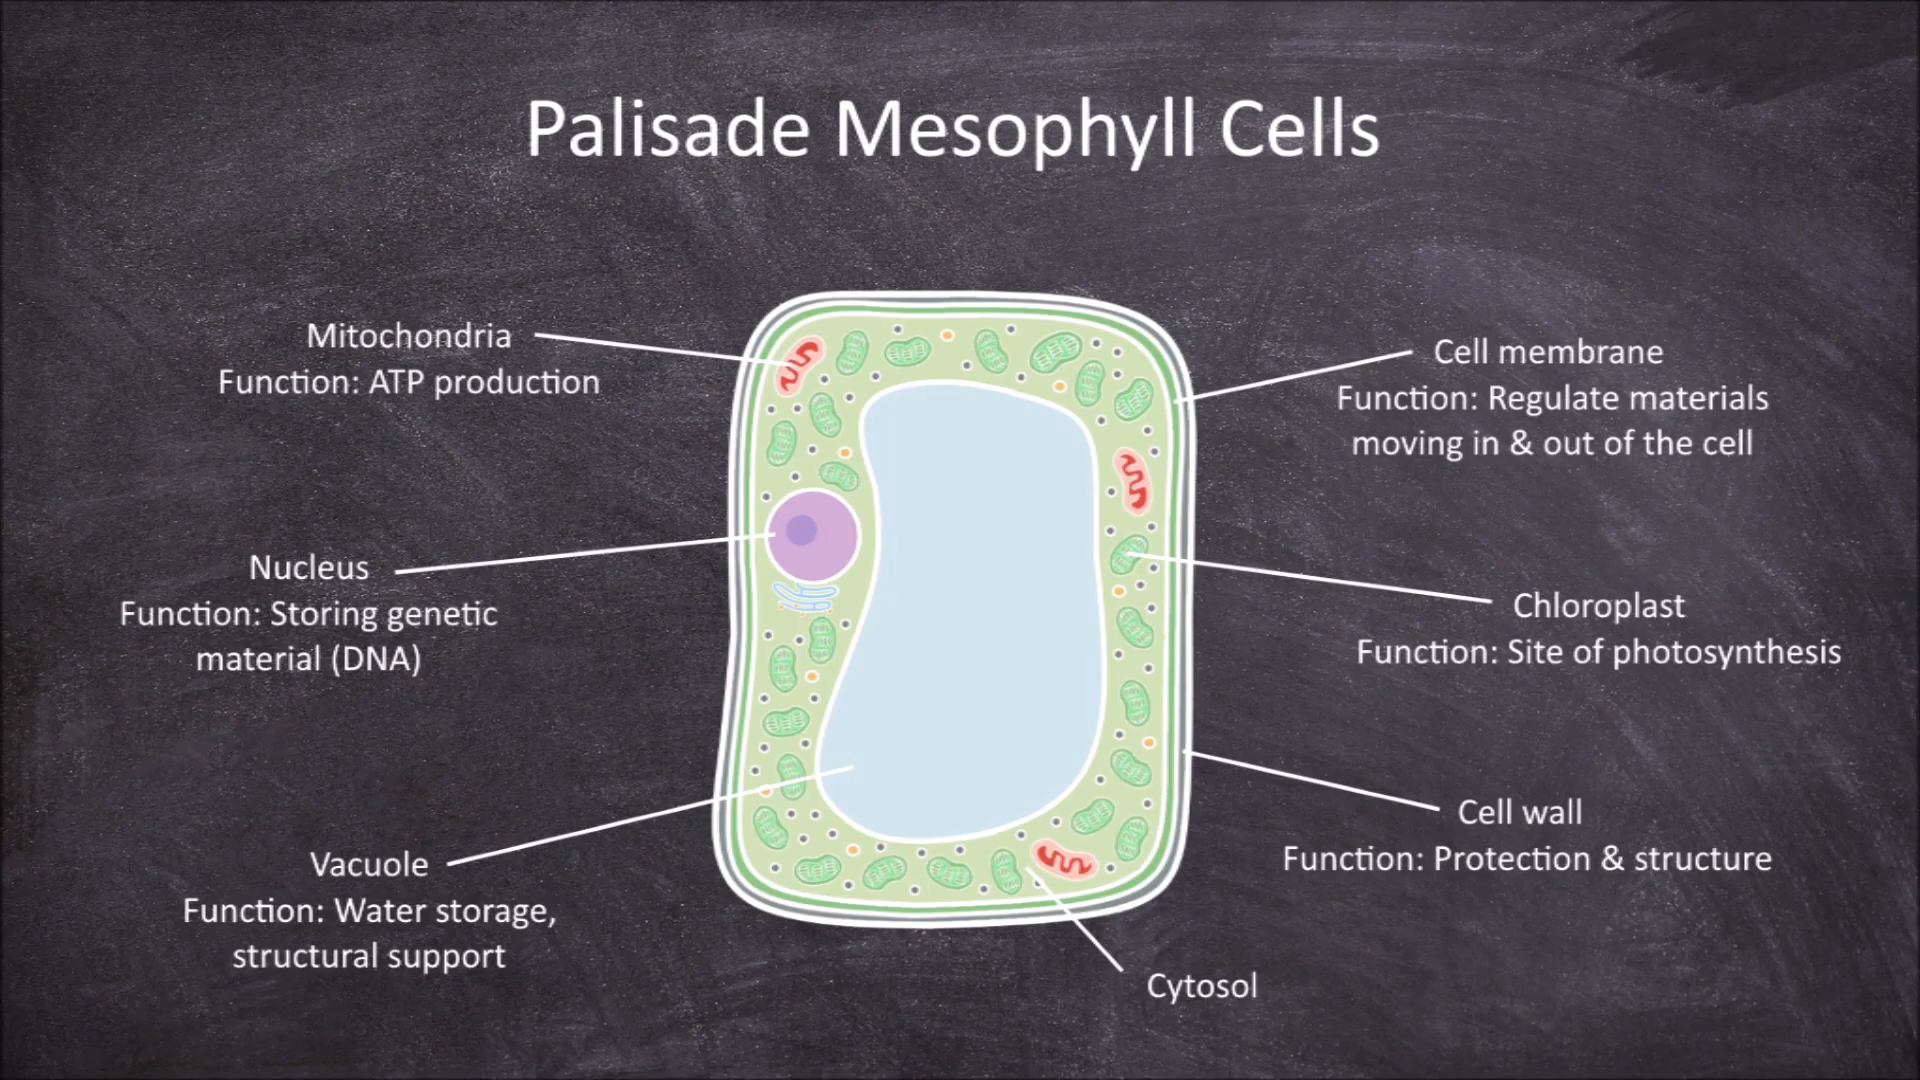 Palisade Mesophyll Cells
Mitochondria
Function: ATP production
Nucleus
Function: Storing genetic
material (DNA)
Vacuole
Function: Water storage,
structural support
Cell membrane
Function: Regulate materials
moving in & out of the cell
Chloroplast
Function: Site of photosynthesis
Cell wall
Function: Protection & structure
Cytosol